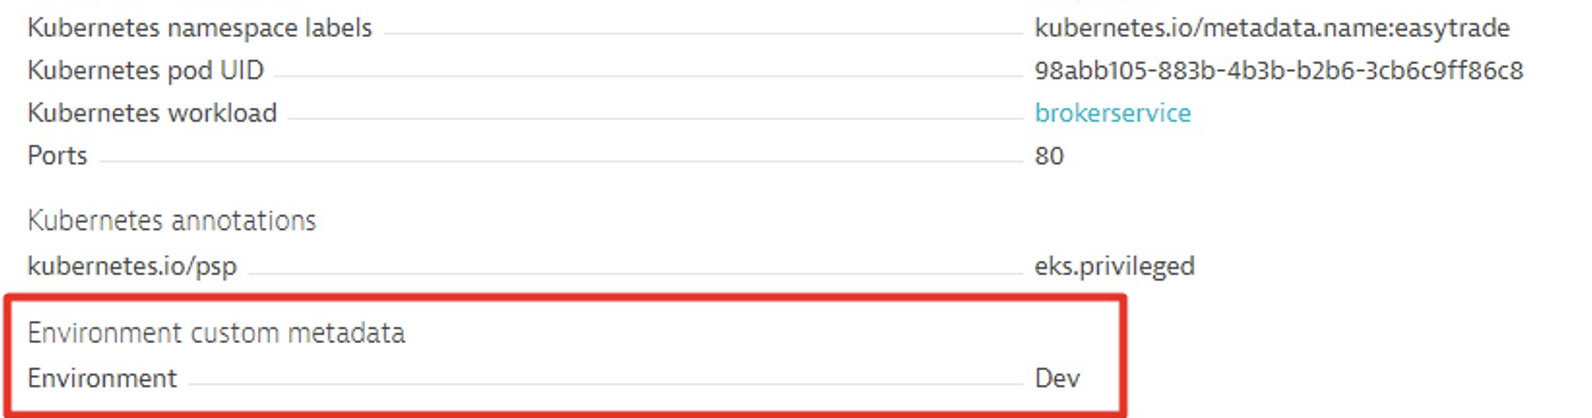 Kubernetes namespace labels kubernetes.io/metadata.name:easytrade
Kubernetes pod UID 98abb105-883b-4b3b-b2b6-3cb6c9ff86c8
Kubernetes workload brokerservice
Ports 80
Kubernetes annotations
kubernetes.io/psp eks.privileged
Environment custom metadata
Environment Dev